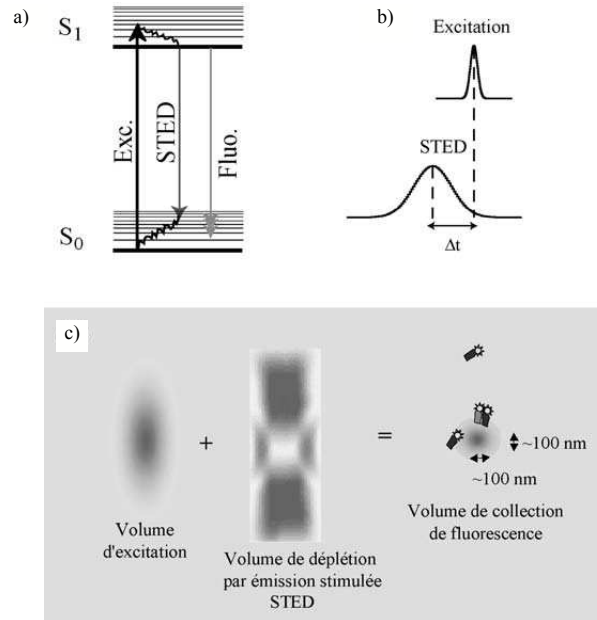 a)
S1
Exc.
STED
Fluo.
S0
b)
Excitation
STED
Δt
c)
+
=
~100 nm
~100 nm
Volume
d'excitation
Volume de déplétion
par émission stimulée
STED
Volume de collection
de fluorescence